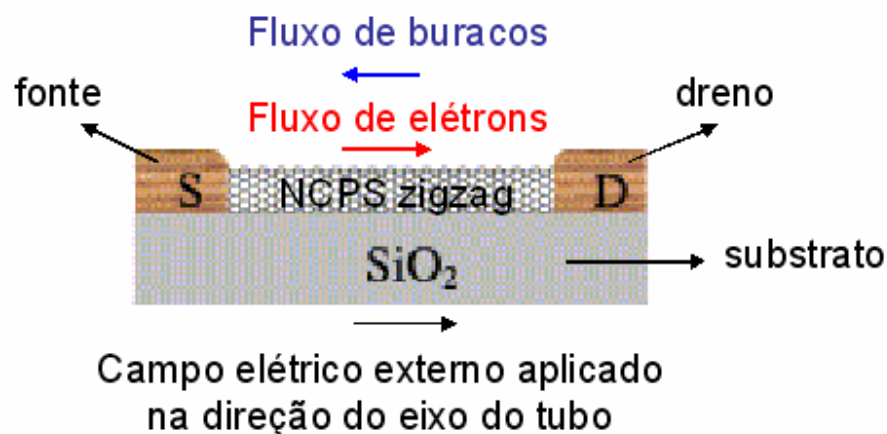 Fluxo de buracos
fonte
dreno
Fluxo de elétrons
S
NCPS zigzag
D
SiO₂
substrato
Campo elétrico externo aplicado
na direção do eixo do tubo